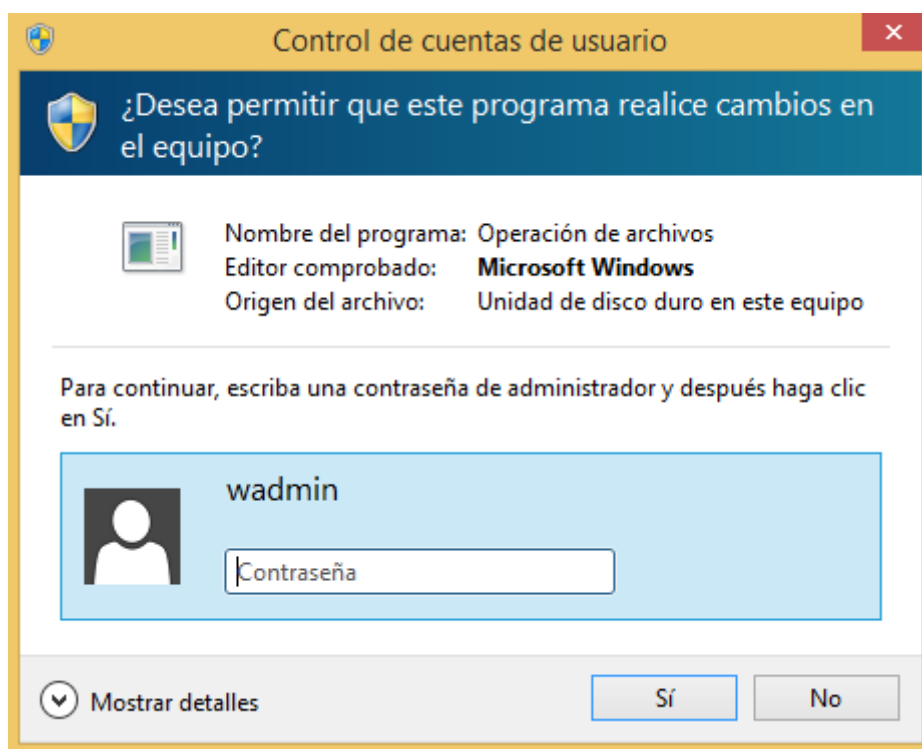 Control de cuentas de usuario
¿Desea permitir que este programa realice cambios en
el equipo?
Nombre del programa: Operación de archivos
Editor comprobado: Microsoft Windows
Origen del archivo: Unidad de disco duro en este equipo
Para continuar, escriba una contraseña de administrador y después haga clic
en Sí.
wadmin
Contraseña
Mostrar detalles
Sí
No